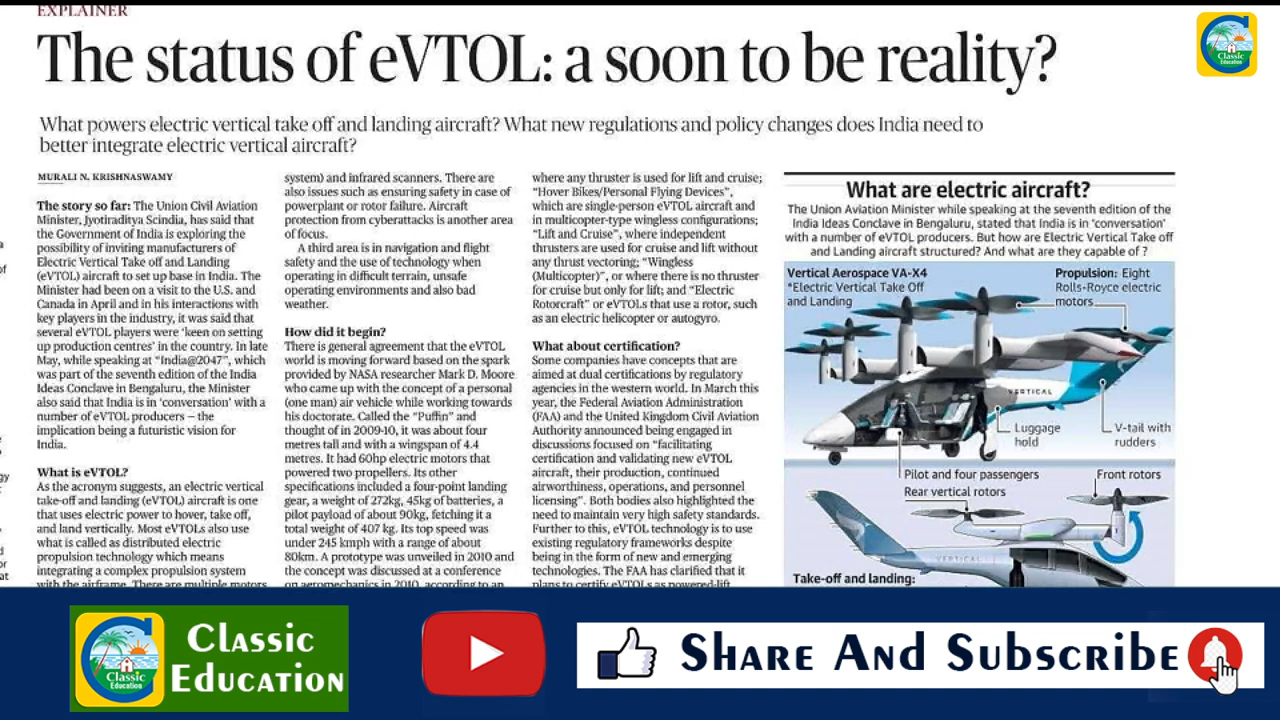 EXPLAINER
The status of eVTOL: a soon to be reality?
What powers electric vertical take off and landing aircraft? What new regulations and policy changes does India need to
better integrate electric vertical aircraft?
MURALI N. KRISHNASWAMY
The story so far: The Union Civil Aviation
Minister, Jyotiraditya Scindia, has said that
the Government of India is exploring the
possibility of inviting manufacturers of
Electric Vertical Take off and Landing
(eVTOL) aircraft to set up base in India. The
Minister had been on a visit to the U.S. and
Canada in April and in his interactions with
key players in the industry, it was said that
several eVTOL players were ‘keen on setting
up production centres’ in the country. In late
May, while speaking at “India@2047”, which
was part of the seventh edition of the India
Ideas Conclave in Bengaluru, the Minister
also said that India is in ‘conversation’ with a
number of eVTOL producers — the
implication being a futuristic vision for
India.
What is eVTOL?
As the acronym suggests, an electric vertical
take-off and landing (eVTOL) aircraft is one
that uses electric power to hover, take off,
and land vertically. Most eVTOLs also use
what is called as distributed electric
propulsion technology which means
integrating a complex propulsion system
with the airframe. There are multiple motors
system) and infrared scanners. There are
also issues such as ensuring safety in case of
powerplant or rotor failure. Aircraft
protection from cyberattacks is another area
of focus.
A third area is in navigation and flight
safety and the use of technology when
operating in difficult terrain, unsafe
operating environments and also bad
weather.
How did it begin?
There is general agreement that the eVTOL
world is moving forward based on the spark
provided by NASA researcher Mark D. Moore
who came up with the concept of a personal
(one man) air vehicle while working towards
his doctorate. Called the “Puffin” and
thought of in 2009-10, it was about four
metres tall and with a wingspan of 4.4
metres. It had 60hp electric motors that
powered two propellers. Its other
specifications included a four-point landing
gear, a weight of 272kg, 45kg of batteries, a
pilot payload of about 90kg, fetching it a
total weight of 407 kg. Its top speed was
under 245 kmph with a range of about
80km. A prototype was unveiled in 2010 and
the concept was discussed at a conference
on aeromechanics in 2010, according to an
where any thruster is used for lift and cruise;
“Hover Bikes/Personal Flying Devices”,
which are single-person eVTOL aircraft and
in multicopter-type wingless configurations;
“Lift and Cruise”, where independent
thrusters are used for cruise and lift without
any thrust vectoring; “Wingless
(Multicopter)”, or where there is no thruster
for cruise but only for lift; and “Electric
Rotorcraft” or eVTOLs that use a rotor, such
as an electric helicopter or autogyro.
What about certification?
Some companies have concepts that are
aimed at dual certifications by regulatory
agencies in the western world. In March this
year, the Federal Aviation Administration
(FAA) and the United Kingdom Civil Aviation
Authority announced being engaged in
discussions focused on “facilitating
certification and validating new eVTOL
aircraft, their production, continued
airworthiness, operations, and personnel
licensing”. Both bodies also highlighted the
need to maintain very high safety standards.
Further to this, eVTOL technology is to use
existing regulatory frameworks despite
being in the form of new and emerging
technologies. The FAA has clarified that it
plans to certify eVTOLs as powered-lift
What are electric aircraft?
The Union Aviation Minister while speaking at the seventh edition of the
India Ideas Conclave in Bengaluru, stated that India is in ‘conversation’
with a number of eVTOL producers. But how are Electric Vertical Take off
and Landing aircraft structured? And what are they capable of ?
Vertical Aerospace VA-X4
*Electric Vertical Take Off
and Landing
Propulsion: Eight
Rolls-Royce electric
motors
VERTICAL
Luggage
hold
V-tail with
rudders
Pilot and four passengers
Rear vertical rotors
Front rotors
VERTICAL
Take-off and landing:
Classic
Education
Classic
Education
Classic
Education
Share And Subscribe